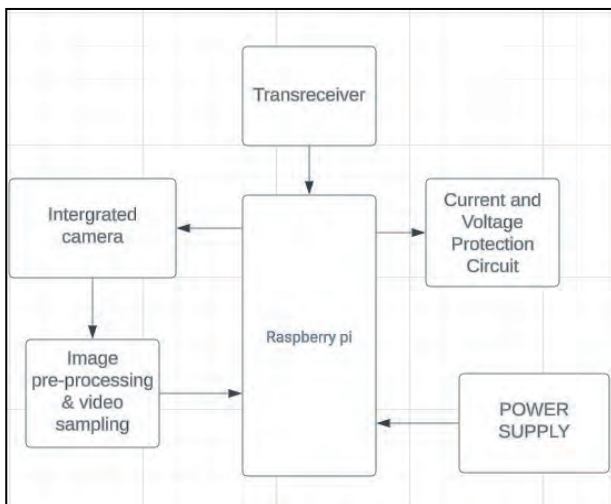 Transreceiver
Intergrated
camera
Current and
Voltage
Protection
Circuit
Raspberry pi
Image
pre-processing
& video
sampling
POWER
SUPPLY